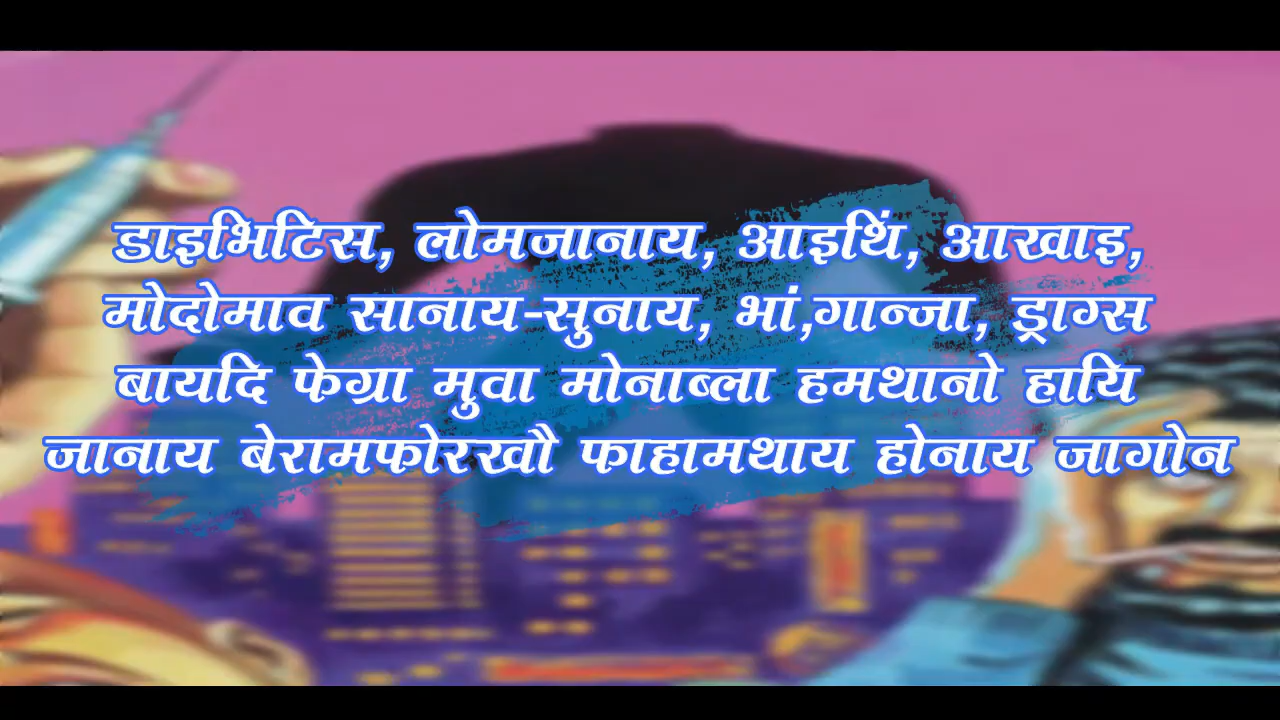 डाइभिटिस, लोमजानाय, आइथिं, आखाइ,
मोदोमाव सानाय-सुनाय, भां,गान्जा, ड्राग्स
बायदि फेग्रा मुवा मोनाब्ला हमथानो हायि
जानाय बेरामफोरखौ फाहामथाय होनाय जागोन